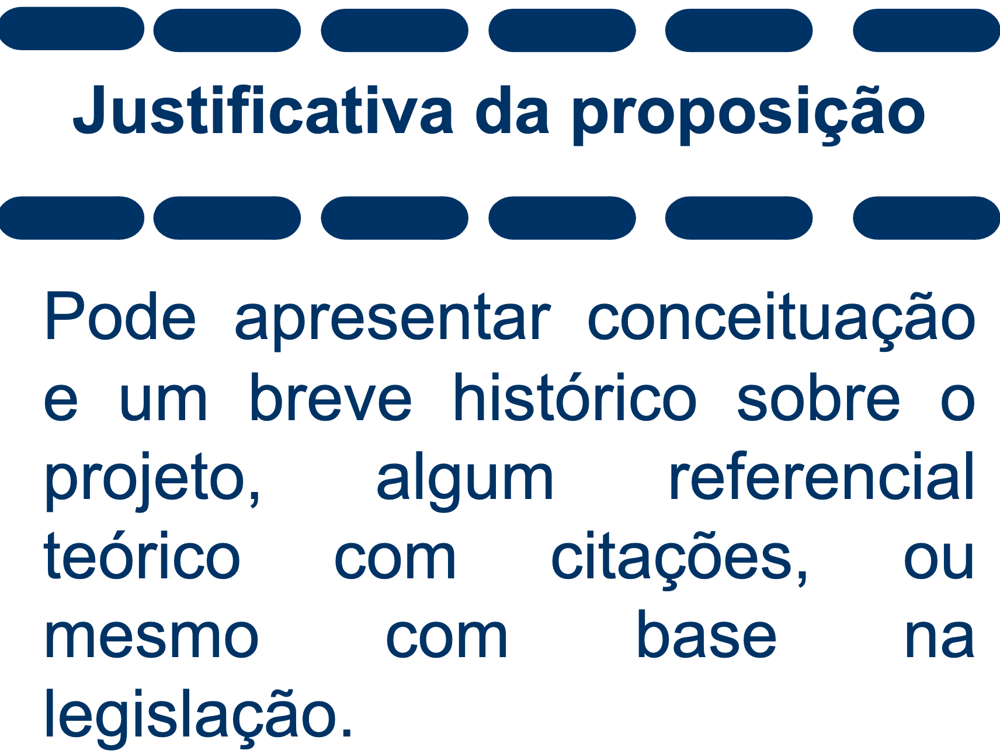 Justificativa da proposição
Pode apresentar conceituação
e um breve histórico sobre o
projeto, algum referencial
teórico com citações, ou
mesmo com base na
legislação.